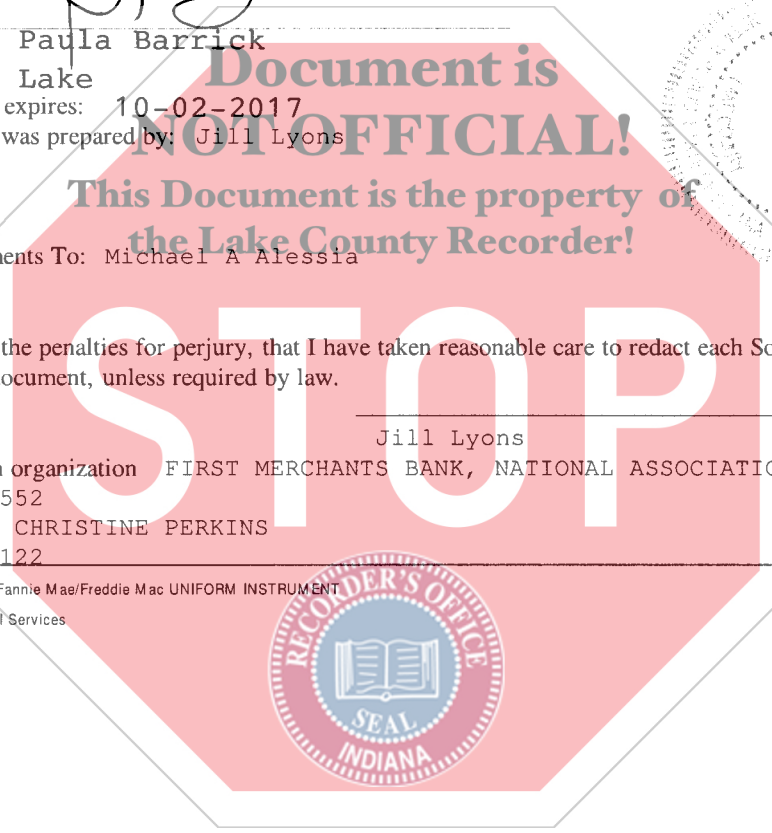 Paula Barrick
Lake
expires: 10-02-2017
was prepared by: Jill Lyons
Document is
NOT OFFICIAL!
This Document is the property of
the Lake County Recorder!
ents To: Michael A Alessia
the penalties for perjury, that I have taken reasonable care to redact each So
ocument, unless required by law.
STOP
Jill Lyons
organization FIRST MERCHANTS BANK, NATIONAL ASSOCIATIO
552
CHRISTINE PERKINS
122
Fannie Mae/Freddie Mac UNIFORM INSTRUMENT
l Services
RECORDER'S OFFICE
SEAL
INDIANA